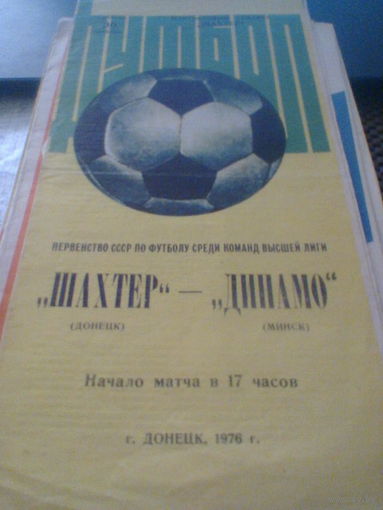 ФУТБОЛ
ПЕРВЕНСТВО СССР ПО ФУТБОЛУ СРЕДИ КОМАНД ВЫСШЕЙ ЛИГИ
„ШАХТЕР“ — „ДИНАМО“
(ДОНЕЦК) (МИНСК)
Начало матча в 17 часов
г. ДОНЕЦК, 1976 г.